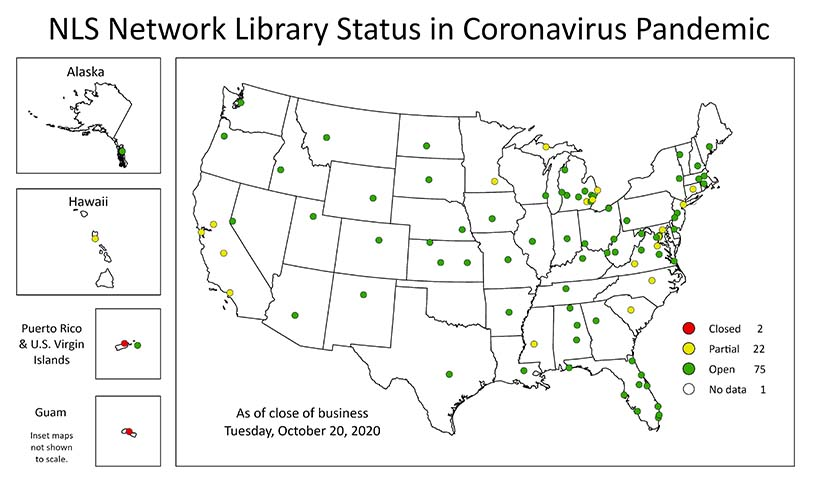 NLS Network Library Status in Coronavirus Pandemic
Alaska
Hawaii
Puerto Rico
& U.S. Virgin
Islands
Guam
Inset maps
not shown
to scale.
As of close of business
Tuesday, October 20, 2020
Closed 2
Partial 22
Open 75
No data 1